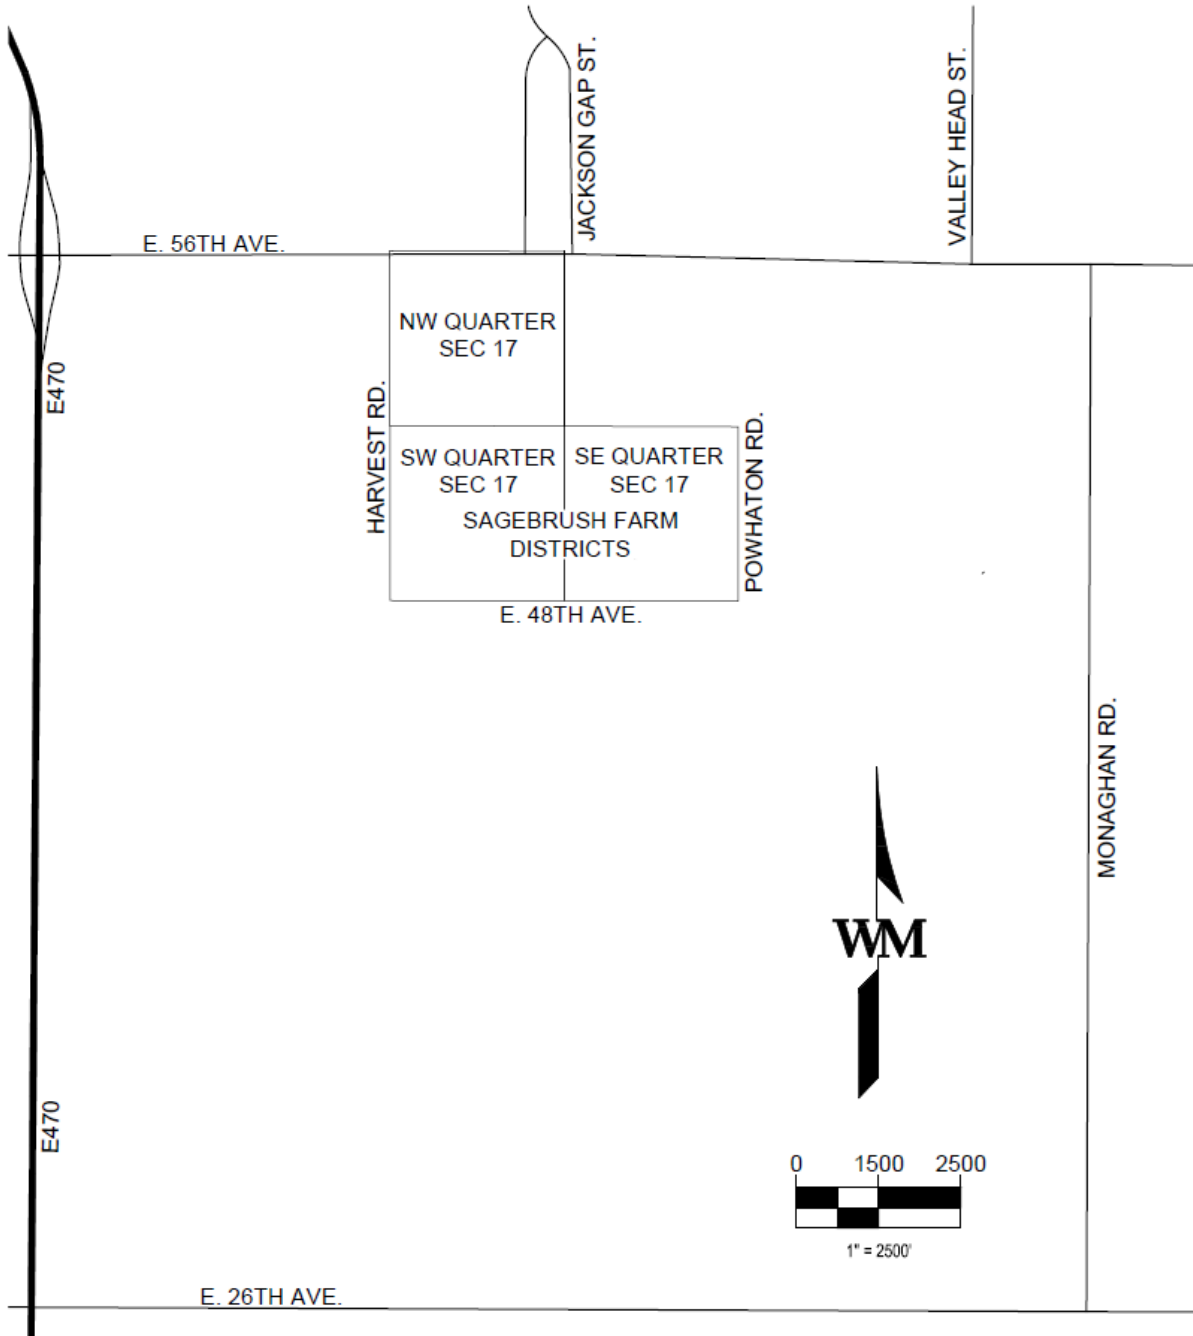 JACKSON GAP ST.
VALLEY HEAD ST.
E. 56TH AVE.
NW QUARTER
SEC 17
E470
HARVEST RD.
SW QUARTER
SEC 17
SE QUARTER
SEC 17
POWHATON RD.
SAGEBRUSH FARM
DISTRICTS
E. 48TH AVE.
MONAGHAN RD.
WM
E470
0 1500 2500
1" = 2500'
E. 26TH AVE.